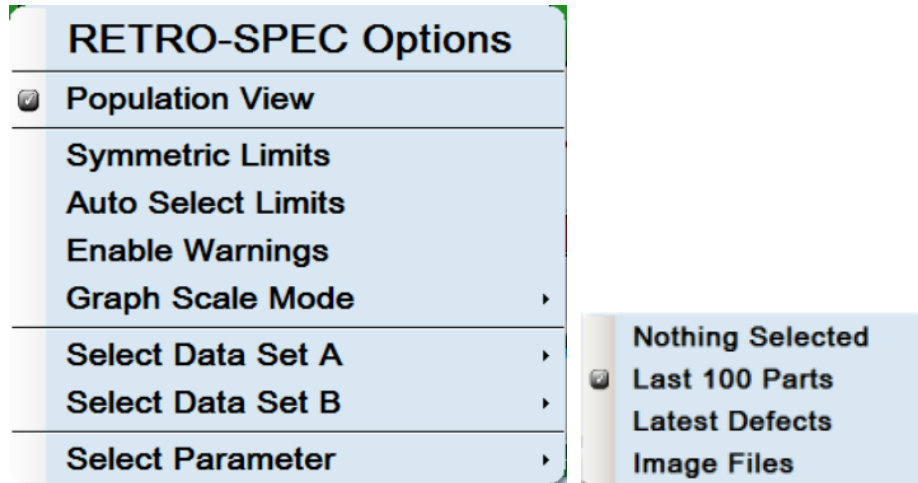 RETRO-SPEC Options
Population View
Symmetric Limits
Auto Select Limits
Enable Warnings
Graph Scale Mode
Select Data Set A
Select Data Set B
Select Parameter
Nothing Selected
Last 100 Parts
Latest Defects
Image Files